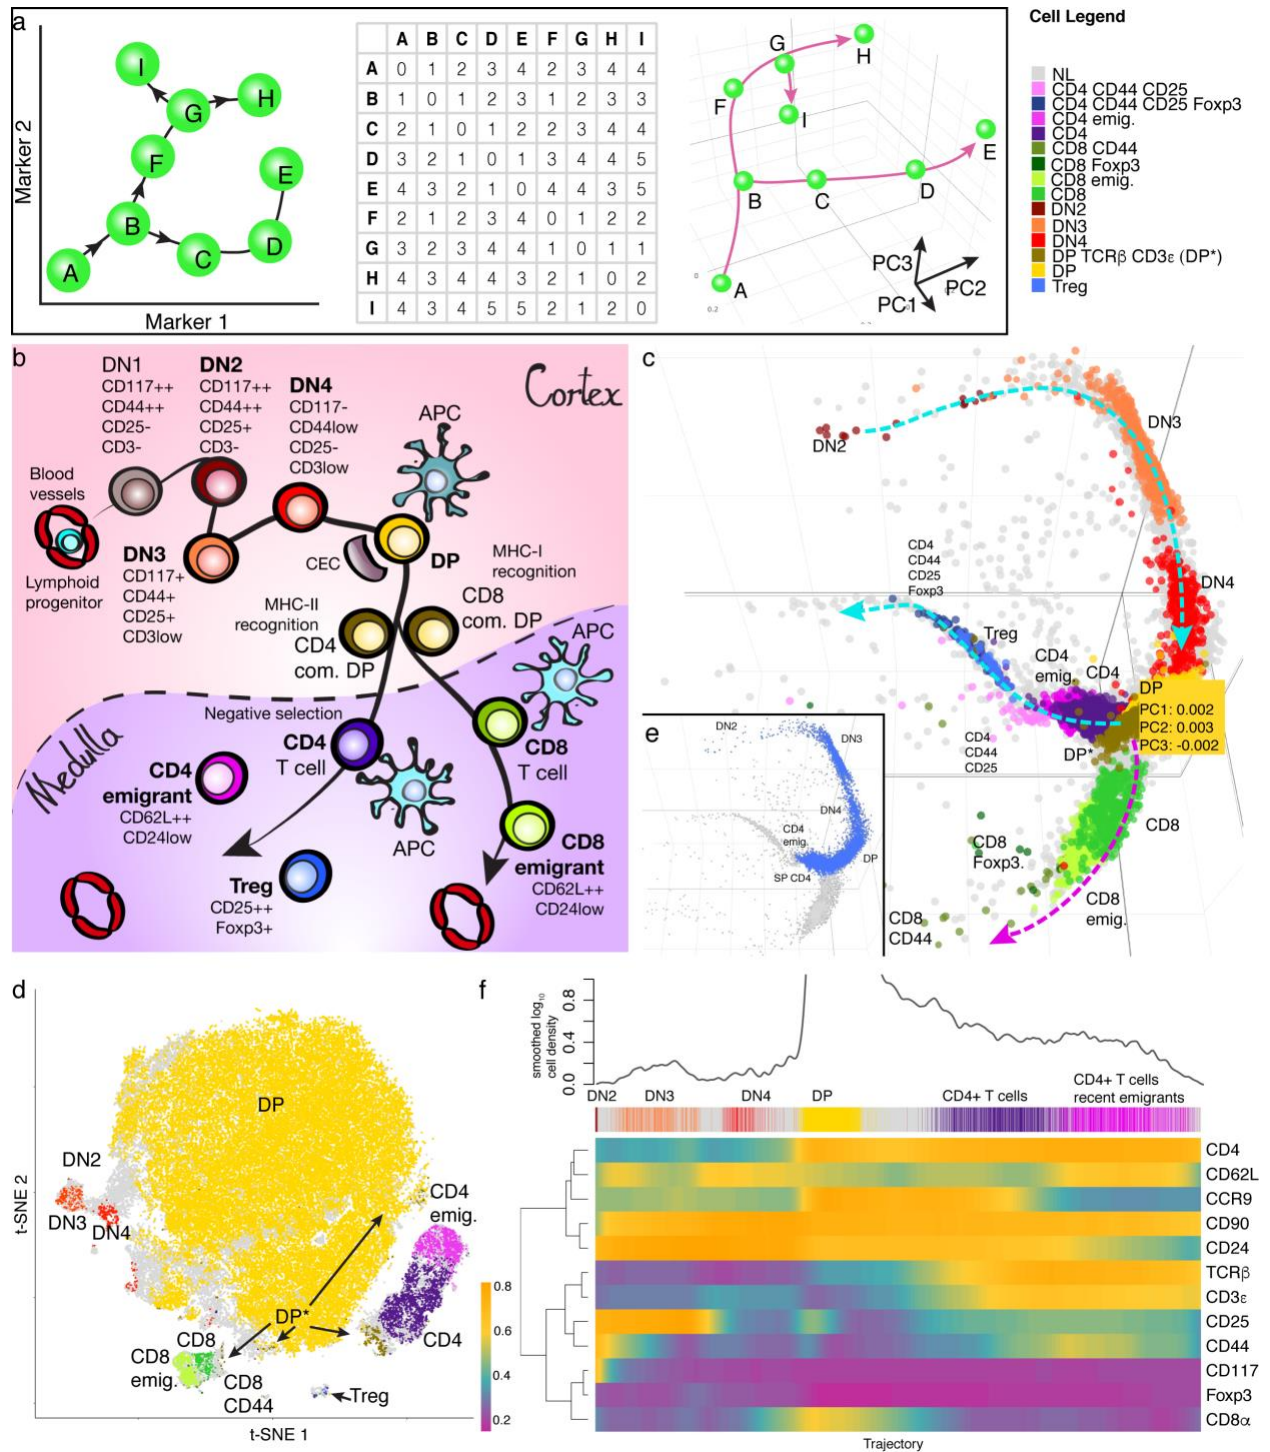 a
Marker 2
A
B
C
D
E
F
G
H
I
Marker 1
A B C D E F G H I
A 0 1 2 3 4 2 3 4 4
B 1 0 1 2 3 1 2 3 3
C 2 1 0 1 2 2 3 4 4
D 3 2 1 0 1 3 4 4 5
E 4 3 2 1 0 4 4 3 5
F 2 1 2 3 4 0 1 2 2
G 3 2 3 4 4 1 0 1 1
H 4 3 4 4 3 2 1 0 2
I 4 3 4 5 5 2 1 2 0
G
H
F
I
E
B
C
D
A
PC3
PC2
PC1
0
0.2
Cell Legend
NL
CD4 CD44 CD25
CD4 CD44 CD25 Foxp3
CD4 emig.
CD4
CD8 CD44
CD8 Foxp3
CD8 emig.
CD8
DN2
DN3
DN4
DP TCRβ CD3ε (DP*)
DP
Treg
b
DN1
CD117++
CD44++
CD25-
CD3-
DN2
CD117++
CD44++
CD25+
CD3-
DN4
CD117-
CD44low
CD25-
CD3low
Cortex
APC
Blood
vessels
Lymphoid
progenitor
DN3
CD117+
CD44+
CD25+
CD3low
CEC
DP
MHC-I
recognition
MHC-II
recognition
CD8
com. DP
CD4
com. DP
APC
Medulla
Negative selection
CD4
T cell
CD8
T cell
CD4
emigrant
CD62L++
CD24low
APC
Treg
CD25++
Foxp3+
CD8
emigrant
CD62L++
CD24low
c
DN2
DN3
DN4
CD4
CD44
CD25
Foxp3
Treg
CD4
emig.
CD4
DP
PC1: 0.002
PC2: 0.003
PC3: -0.002
DP*
CD4
CD44
CD25
CD8
CD8
Foxp3.
CD8
emig.
CD8
CD44
e
DN2
DN3
DN4
CD4
emig.
DP
SP CD4
d
t-SNE 2
DP
DN2
DN3
DN4
CD4
emig.
DP*
CD4
CD8
CD8
emig.
CD8
CD44
Treg
t-SNE 1
0.8
0.6
0.4
0.2
f
smoothed log10
cell density
0.8
0.4
0.0
DN2
DN3
DN4
DP
CD4+ T cells
CD4+ T cells
recent emigrants
CD4
CD62L
CCR9
CD90
CD24
TCRβ
CD3ε
CD25
CD44
CD117
Foxp3
CD8α
Trajectory